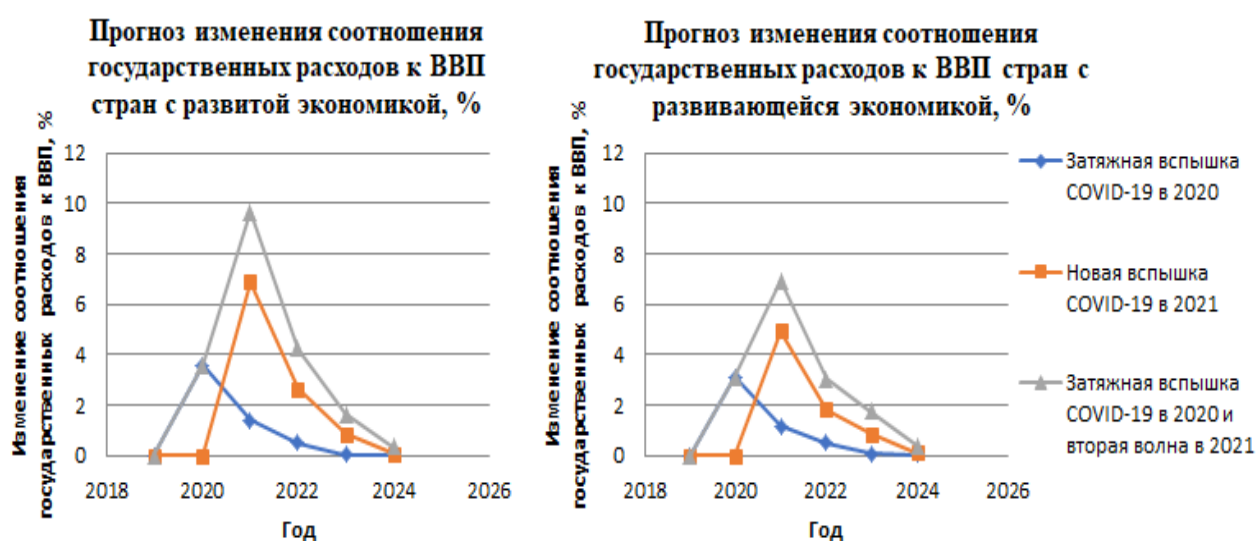 Прогноз изменения соотношения
государственных расходов к ВВП
стран с развитой экономикой, %
Изменение соотношения
государственных расходов к ВВП, %
12
10
8
6
4
2
0
2018
2020
2022
2024
2026
Год
Прогноз изменения соотношения
государственных расходов к ВВП стран с
развивающейся экономикой, %
Изменение соотношения
государственных расходов к ВВП, %
12
10
8
6
4
2
0
2018
2020
2022
2024
2026
Год
Затяжная вспышка
COVID-19 в 2020
Новая вспышка
COVID-19 в 2021
Затяжная вспышка
COVID-19 в 2020 и
вторая волна в 2021